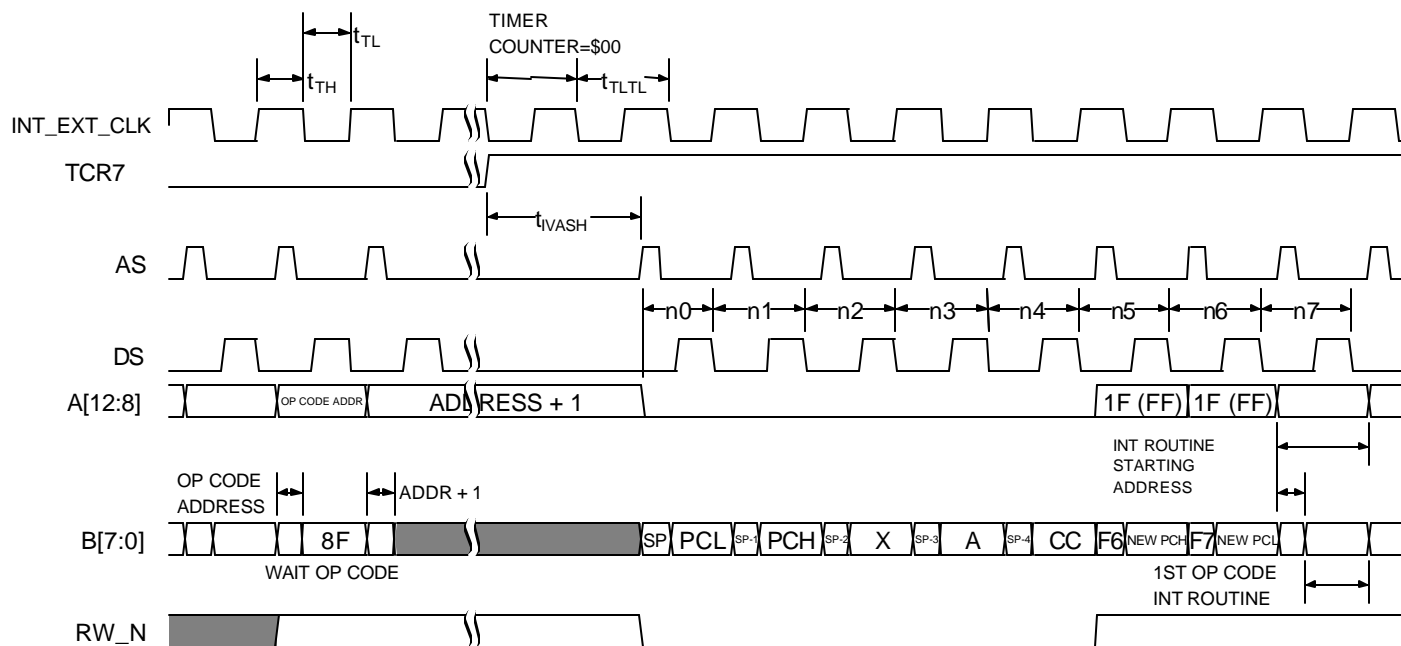 TIMER
COUNTER=$00
tTL
tTH
tTLTL
INT_EXT_CLK
TCR7
tIVASH
AS
n0 n1 n2 n3 n4 n5 n6 n7
DS
A[12:8]
OP CODE ADDR
ADDRESS + 1
1F (FF) 1F (FF)
INT ROUTINE
STARTING
ADDRESS
OP CODE
ADDRESS
ADDR + 1
B[7:0]
8F
SP PCL SP-1 PCH SP-2 X SP-3 A SP-4 CC F6 NEW PCH F7 NEW PCL
WAIT OP CODE
1ST OP CODE
INT ROUTINE
RW_N